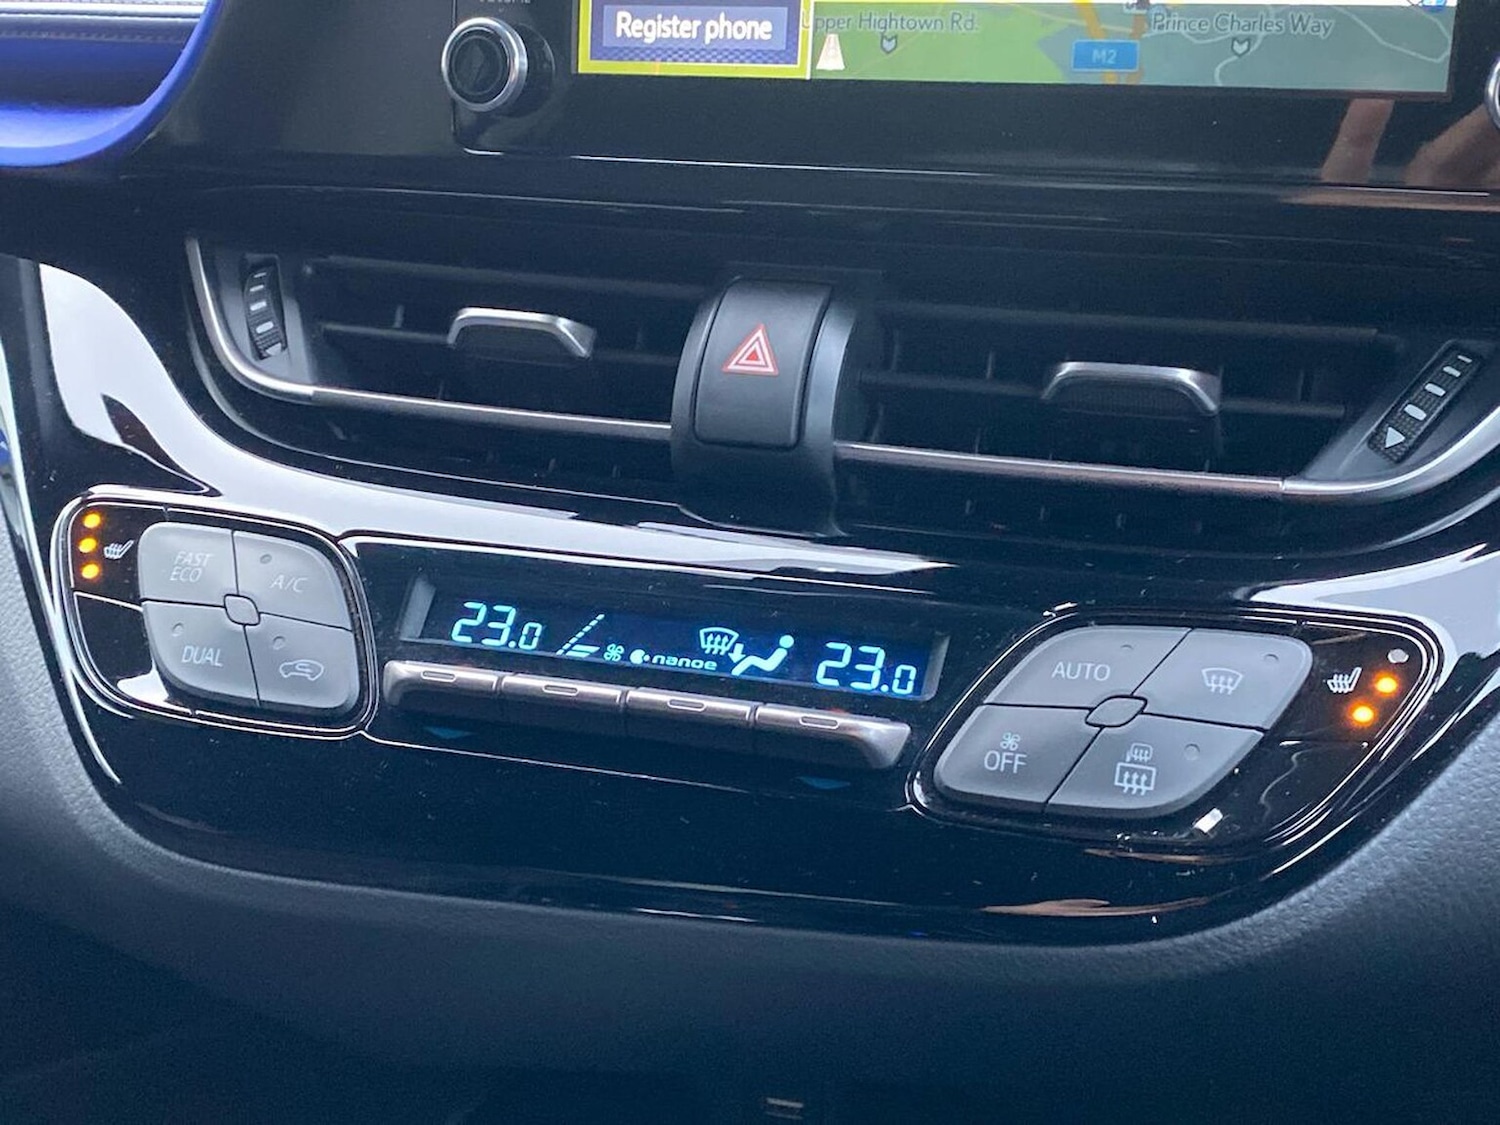 Register phone
Upper Hightown Rd.
Prince Charles Way
M2
FAST
ECO
A/C
DUAL
23.0
nanoe
23.0
AUTO
OFF